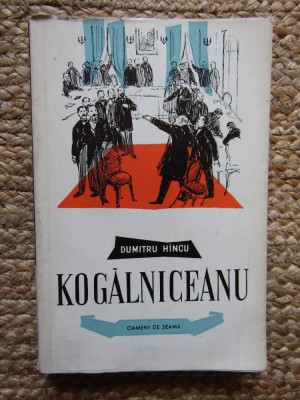 DUMITRU HÎNCU
KOGĂLNICEANU
OAMENI DE SEAMĂ